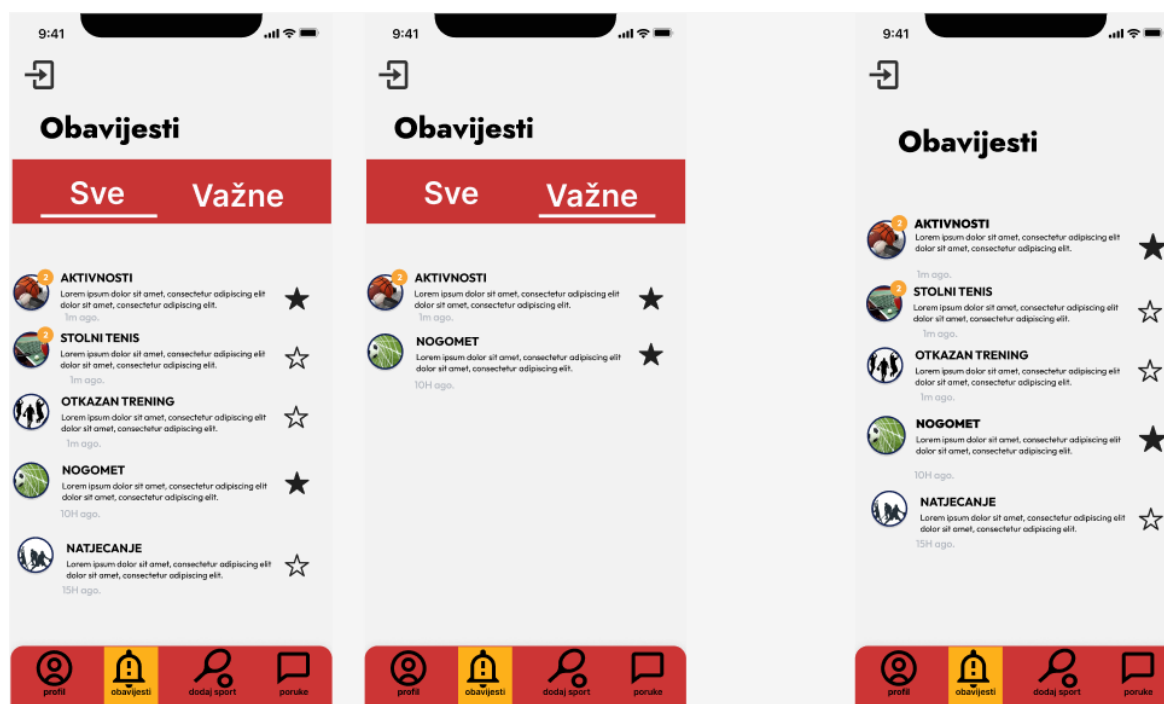 9:41
Obavijesti
Sve Važne
2
AKTIVNOSTI
Lorem ipsum dolor sit amet, consectetur adipiscing elit
dolor sit amet, consectetur adipiscing elit.
1m ago.
2
STOLNI TENIS
Lorem ipsum dolor sit amet, consectetur adipiscing elit
dolor sit amet, consectetur adipiscing elit.
1m ago.
OTKAZAN TRENING
Lorem ipsum dolor sit amet, consectetur adipiscing elit
dolor sit amet, consectetur adipiscing elit.
1m ago.
NOGOMET
Lorem ipsum dolor sit amet, consectetur adipiscing elit
dolor sit amet, consectetur adipiscing elit.
10H ago.
NATJECANJE
Lorem ipsum dolor sit amet, consectetur adipiscing elit
dolor sit amet, consectetur adipiscing elit.
15H ago.
profil obavijesti dodaj sport poruke
9:41
Obavijesti
Sve Važne
2
AKTIVNOSTI
Lorem ipsum dolor sit amet, consectetur adipiscing elit
dolor sit amet, consectetur adipiscing elit.
1m ago.
NOGOMET
Lorem ipsum dolor sit amet, consectetur adipiscing elit
dolor sit amet, consectetur adipiscing elit.
10H ago.
profil obavijesti dodaj sport poruke
9:41
Obavijesti
2
AKTIVNOSTI
Lorem ipsum dolor sit amet, consectetur adipiscing elit
dolor sit amet, consectetur adipiscing elit.
1m ago.
2
STOLNI TENIS
Lorem ipsum dolor sit amet, consectetur adipiscing elit
dolor sit amet, consectetur adipiscing elit.
1m ago.
OTKAZAN TRENING
Lorem ipsum dolor sit amet, consectetur adipiscing elit
dolor sit amet, consectetur adipiscing elit.
1m ago.
NOGOMET
Lorem ipsum dolor sit amet, consectetur adipiscing elit
dolor sit amet, consectetur adipiscing elit.
10H ago.
NATJECANJE
Lorem ipsum dolor sit amet, consectetur adipiscing elit
dolor sit amet, consectetur adipiscing elit.
15H ago.
profil obavijesti dodaj sport poruke